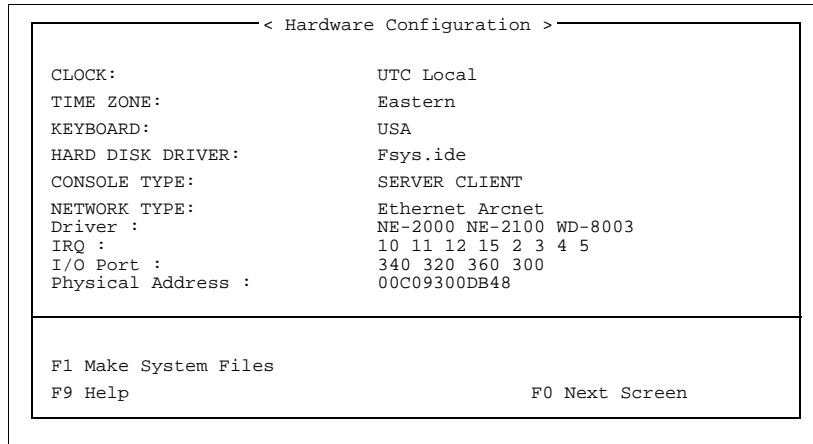 < Hardware Configuration >
CLOCK: UTC Local
TIME ZONE: Eastern
KEYBOARD: USA
HARD DISK DRIVER: Fsys.ide
CONSOLE TYPE: SERVER CLIENT
NETWORK TYPE: Ethernet Arcnet
Driver : NE-2000 NE-2100 WD-8003
IRQ : 10 11 12 15 2 3 4 5
I/O Port : 340 320 360 300
Physical Address : 00C09300DB48
F1 Make System Files
F9 Help F0 Next Screen